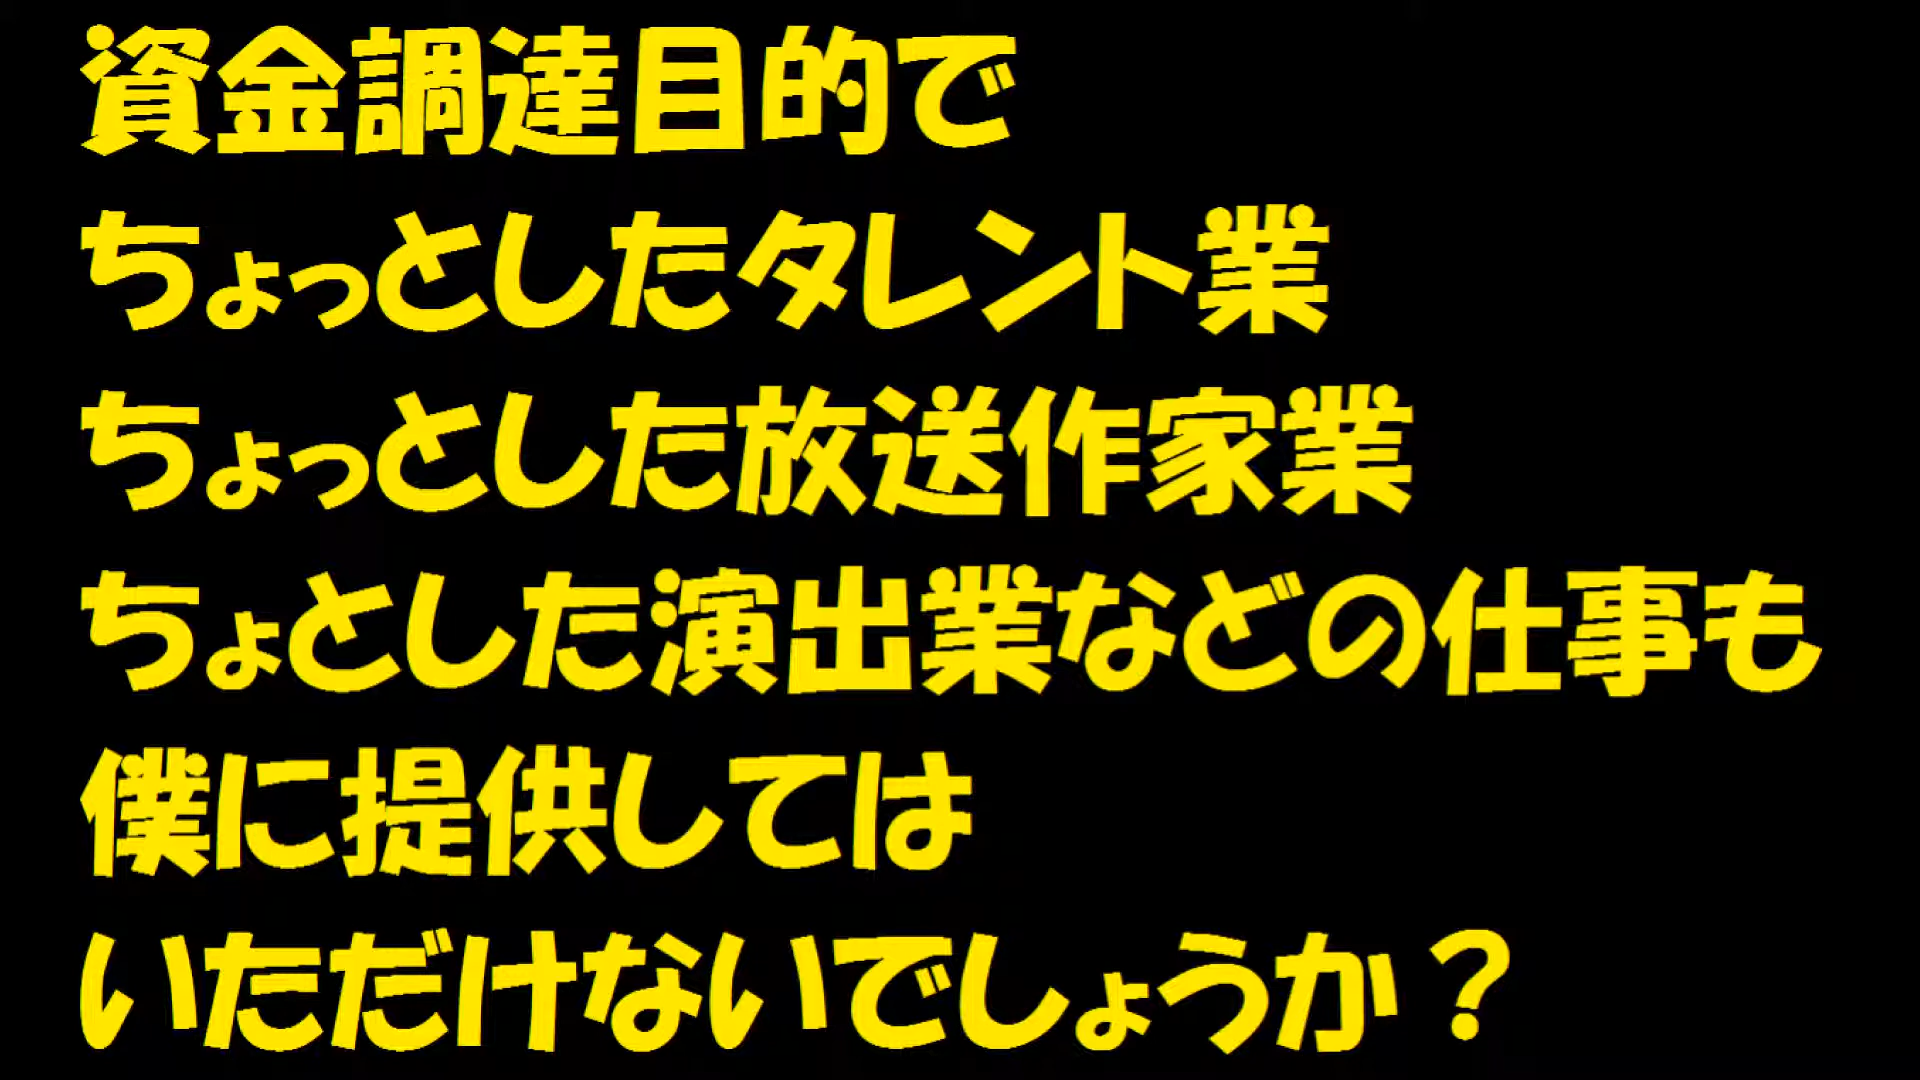 資金調達目的で
ちょっとしたタレント業
ちょっとした放送作家業
ちょとした演出業などの仕事も
僕に提供しては
いただけないでしょうか？